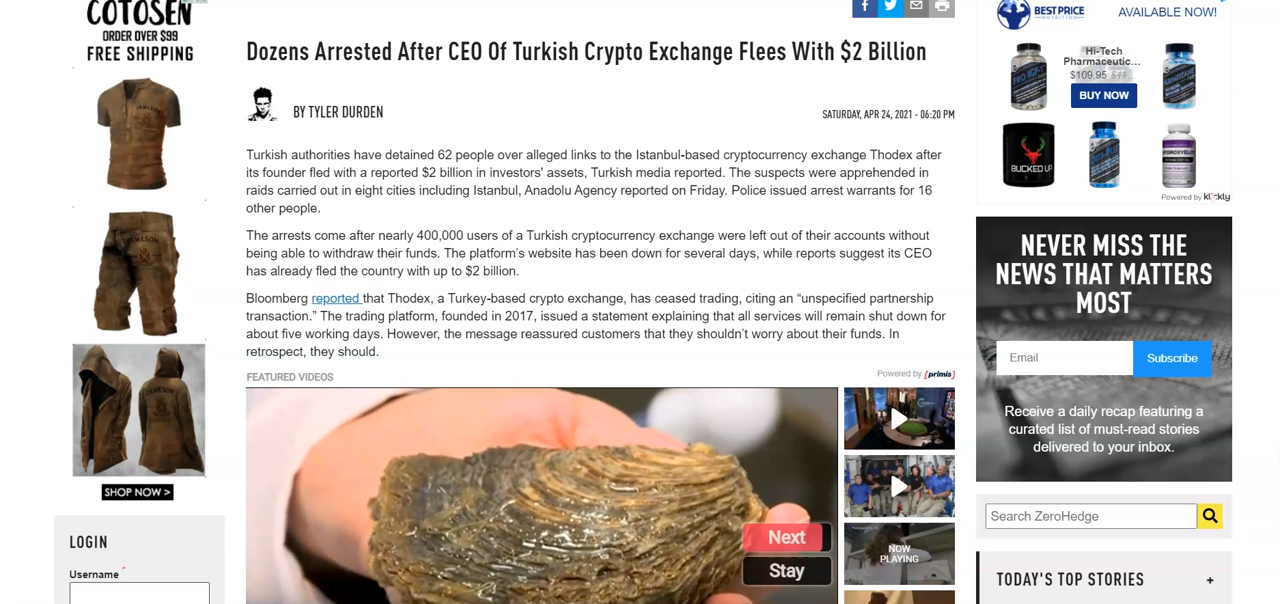 COTOSEN
ORDER OVER $99
FREE SHIPPING
SHOP NOW >
LOGIN
Username *
Dozens Arrested After CEO Of Turkish Crypto Exchange Flees With $2 Billion
BY TYLER DURDEN
SATURDAY, APR 24, 2021 - 06:20 PM
Turkish authorities have detained 62 people over alleged links to the Istanbul-based cryptocurrency exchange Thodex after
its founder fled with a reported $2 billion in investors' assets, Turkish media reported. The suspects were apprehended in
raids carried out in eight cities including Istanbul, Anadolu Agency reported on Friday. Police issued arrest warrants for 16
other people.
The arrests come after nearly 400,000 users of a Turkish cryptocurrency exchange were left out of their accounts without
being able to withdraw their funds. The platform's website has been down for several days, while reports suggest its CEO
has already fled the country with up to $2 billion.
Bloomberg reported that Thodex, a Turkey-based crypto exchange, has ceased trading, citing an “unspecified partnership
transaction.” The trading platform, founded in 2017, issued a statement explaining that all services will remain shut down for
about five working days. However, the message reassured customers that they shouldn’t worry about their funds. In
retrospect, they should.
FEATURED VIDEOS
Powered by [primis]
Next
Stay
NOW
PLAYING
BEST PRICE
NUTRITION
AVAILABLE NOW!
Hi-Tech
Pharmaceutic...
$109.95
BUY NOW
BUCKED UP
Powered by klickly
NEVER MISS THE
NEWS THAT MATTERS
MOST
Email
Subscribe
Receive a daily recap featuring a
curated list of must-read stories
delivered to your inbox.
Search ZeroHedge
TODAY'S TOP STORIES +